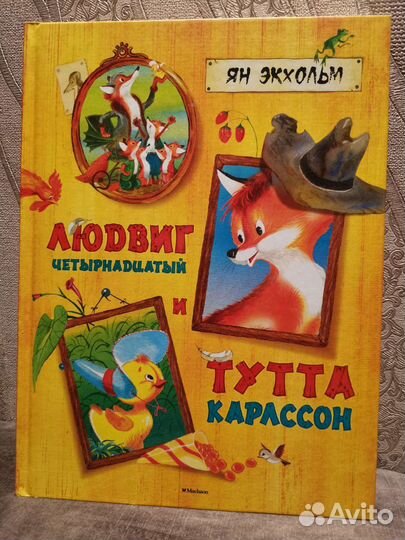 ЯН ЭКХОЛЬМ
ЛЮДВИГ
ЧЕТЫРНАДЦАТЫЙ
И
ТУТТА
КАРЛССОН
Machaon
Avito